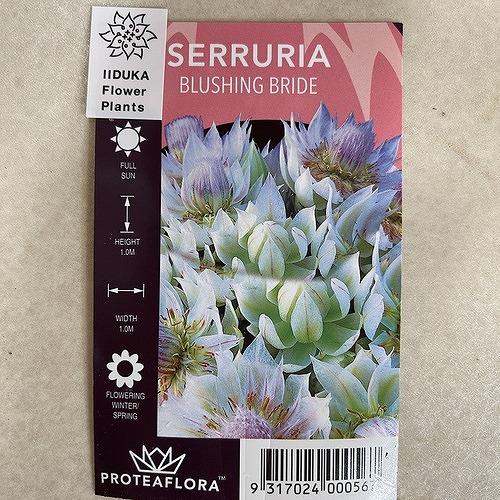 IIDUKA
Flower
Plants
SERRURIA
BLUSHING BRIDE
FULL
SUN
HEIGHT
1.0M
WIDTH
1.0M
FLOWERING
WINTER/
SPRING
PROTEAFLORA™
9 317024 00056